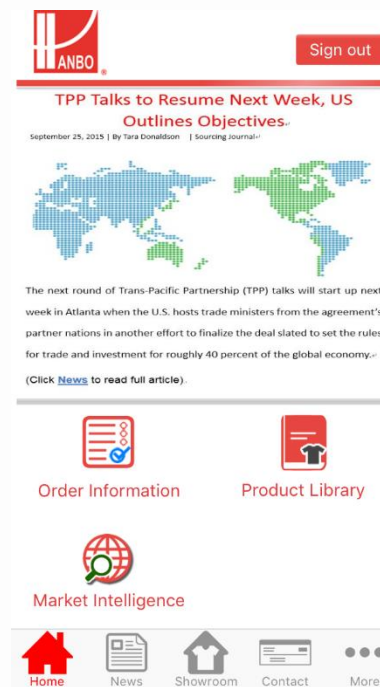 HANBO
Sign out
TPP Talks to Resume Next Week, US
Outlines Objectives
September 25, 2015 | By Tara Donaldson | Sourcing Journal
The next round of Trans-Pacific Partnership (TPP) talks will start up next
week in Atlanta when the U.S. hosts trade ministers from the agreement's
partner nations in another effort to finalize the deal slated to set the rules
for trade and investment for roughly 40 percent of the global economy.
(Click News to read full article).
Order Information
Product Library
Market Intelligence
Home
News
Showroom
Contact
More